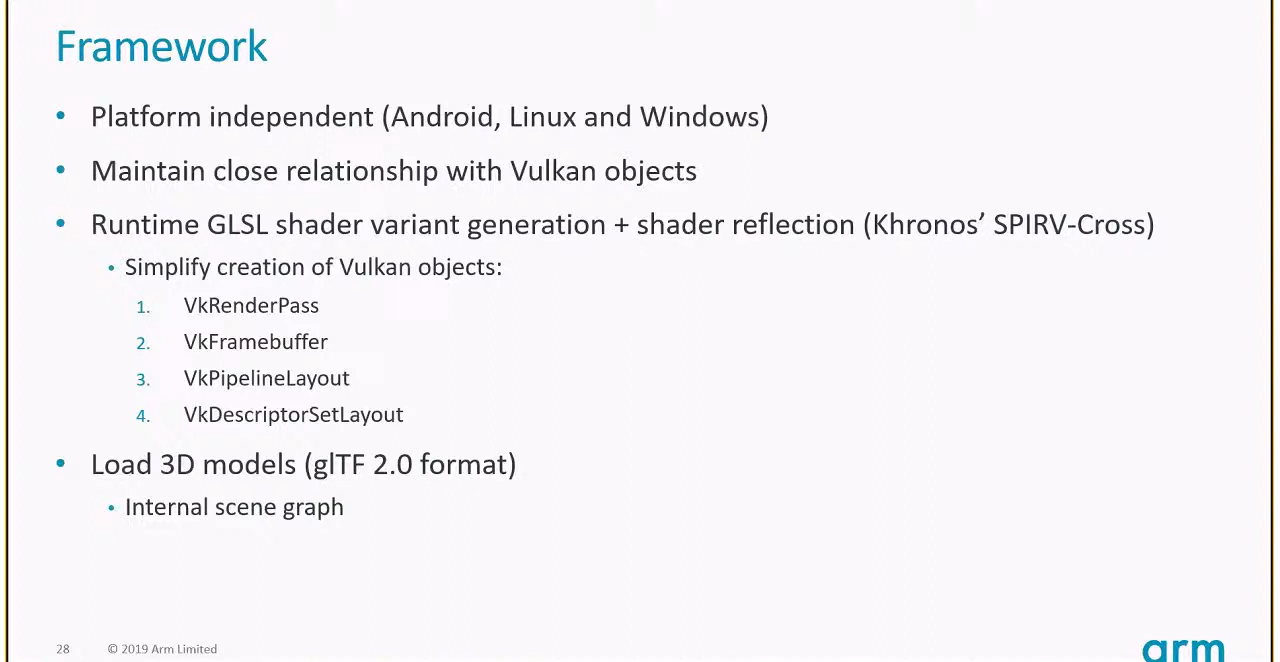 Framework
• Platform independent (Android, Linux and Windows)
• Maintain close relationship with Vulkan objects
• Runtime GLSL shader variant generation + shader reflection (Khronos’ SPIRV-Cross)
• Simplify creation of Vulkan objects:
1. VkRenderPass
2. VkFramebuffer
3. VkPipelineLayout
4. VkDescriptorSetLayout
• Load 3D models (glTF 2.0 format)
• Internal scene graph
28 © 2019 Arm Limited
arm